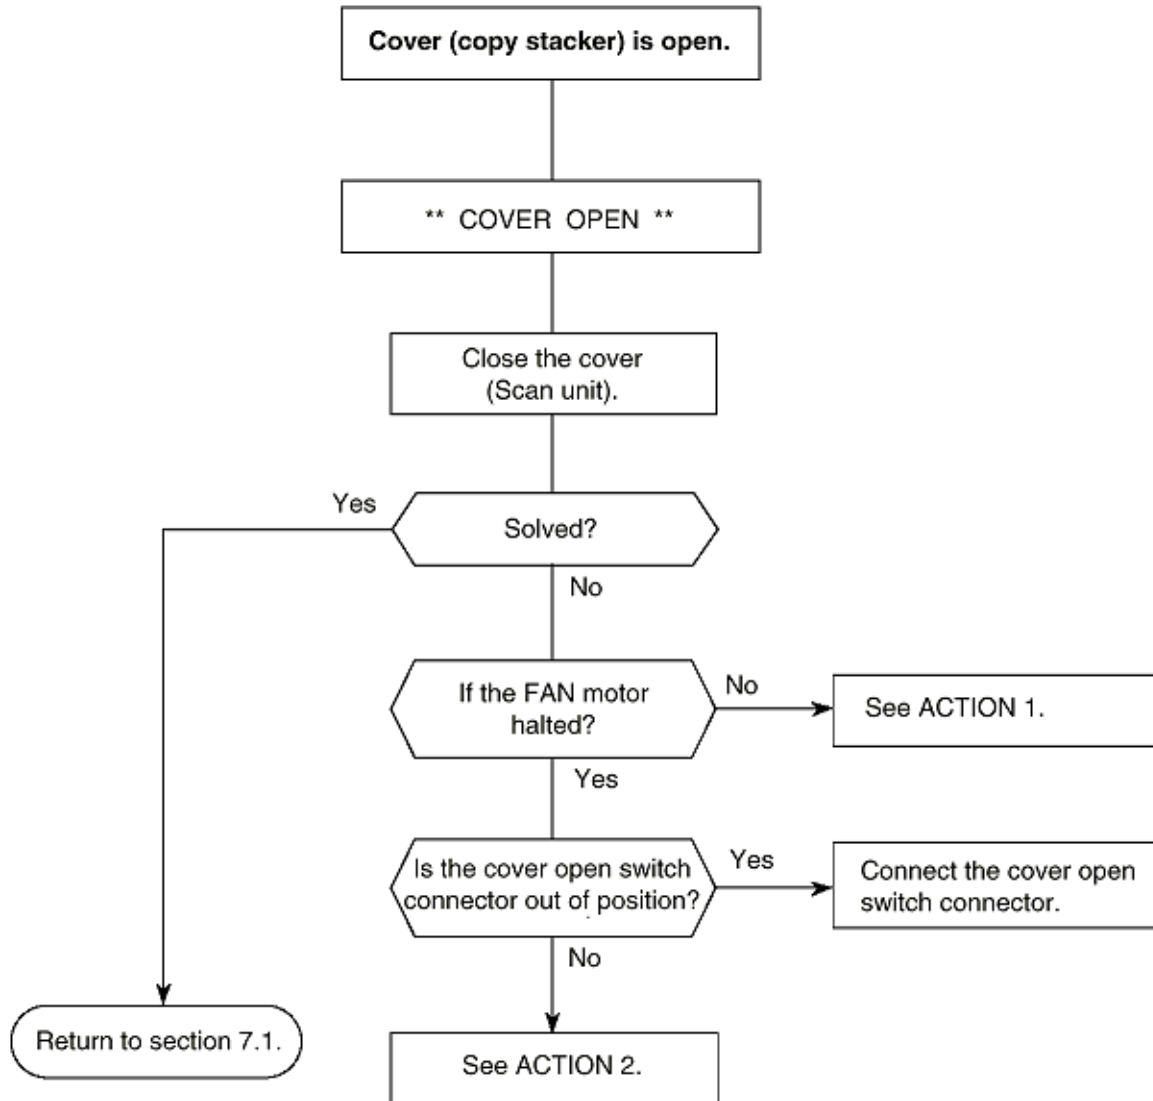 Cover (copy stacker) is open.
** COVER OPEN **
Close the cover
(Scan unit).
Yes
Solved?
No
If the FAN motor
halted?
No
See ACTION 1.
Yes
Is the cover open switch
connector out of position?
Yes
Connect the cover open
switch connector.
No
Return to section 7.1.
See ACTION 2.